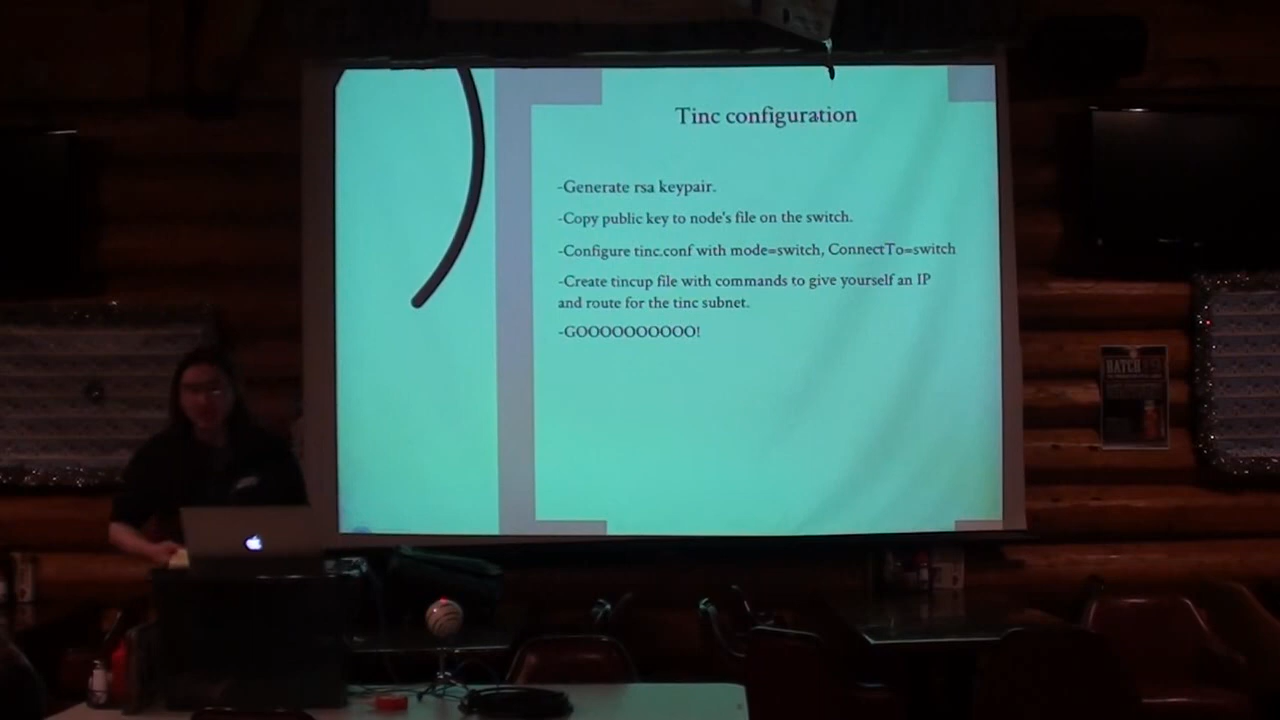 Tinc configuration
-Generate rsa keypair.
-Copy public key to node's file on the switch.
-Configure tinc.conf with mode=switch, ConnectTo=switch
-Create tincup file with commands to give yourself an IP
and route for the tinc subnet.
-GOOOOOOOOOO!
BATCH